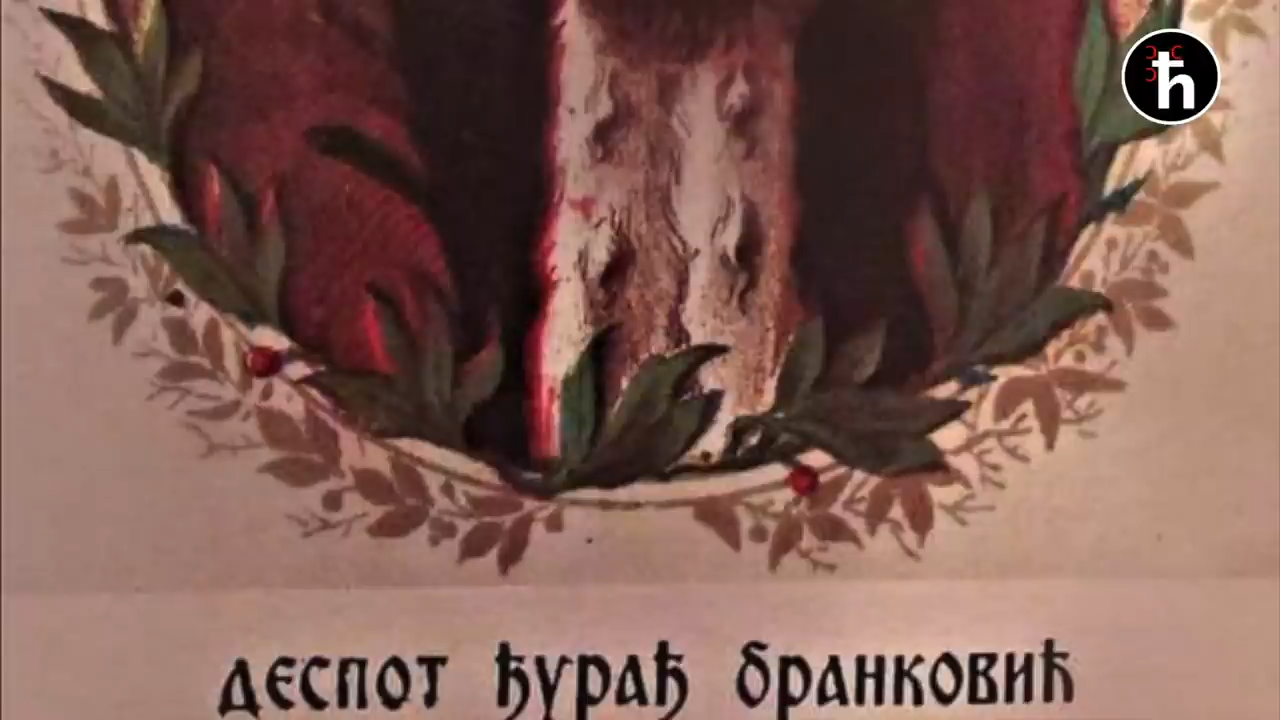 ћ
деспот ђурађ бранковић